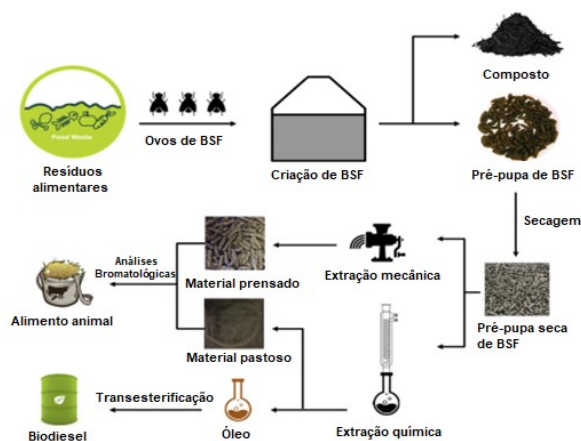 Composto
Food Waste
Ovos de BSF
Resíduos
alimentares
Criação de BSF
Pré-pupa de BSF
Secagem
Análises
Bromatológicas
Material prensado
Extração mecânica
Alimento animal
Pré-pupa seca
de BSF
Material pastoso
Transesterificação
Biodiesel
Óleo
Extração química